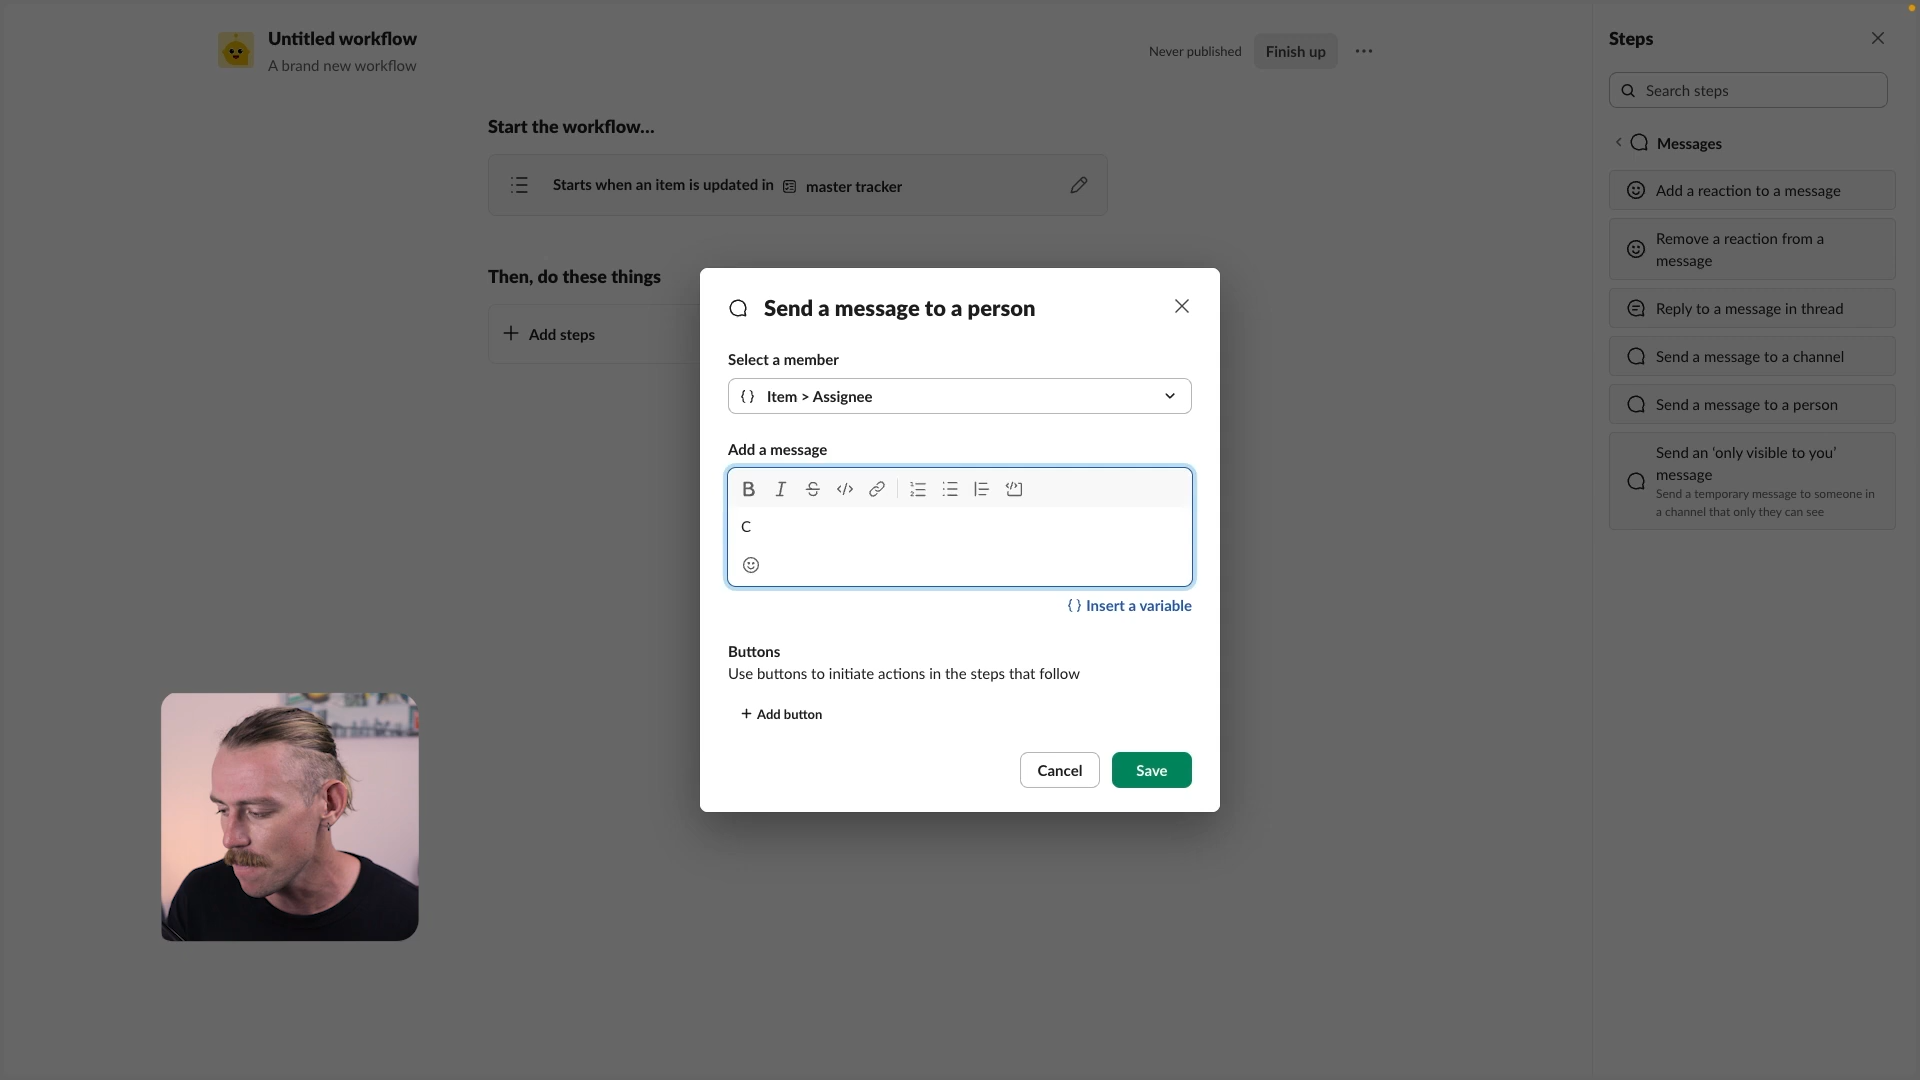 Untitled workflow
A brand new workflow
Never published
Finish up
Start the workflow...
Starts when an item is updated in master tracker
Then, do these things
Add steps
Send a message to a person
Select a member
{ } Item > Assignee
Add a message
C
{ } Insert a variable
Buttons
Use buttons to initiate actions in the steps that follow
+ Add button
Cancel
Save
Steps
Search steps
Messages
Add a reaction to a message
Remove a reaction from a
message
Reply to a message in thread
Send a message to a channel
Send a message to a person
Send an ‘only visible to you’
message
Send a temporary message to someone in
a channel that only they can see